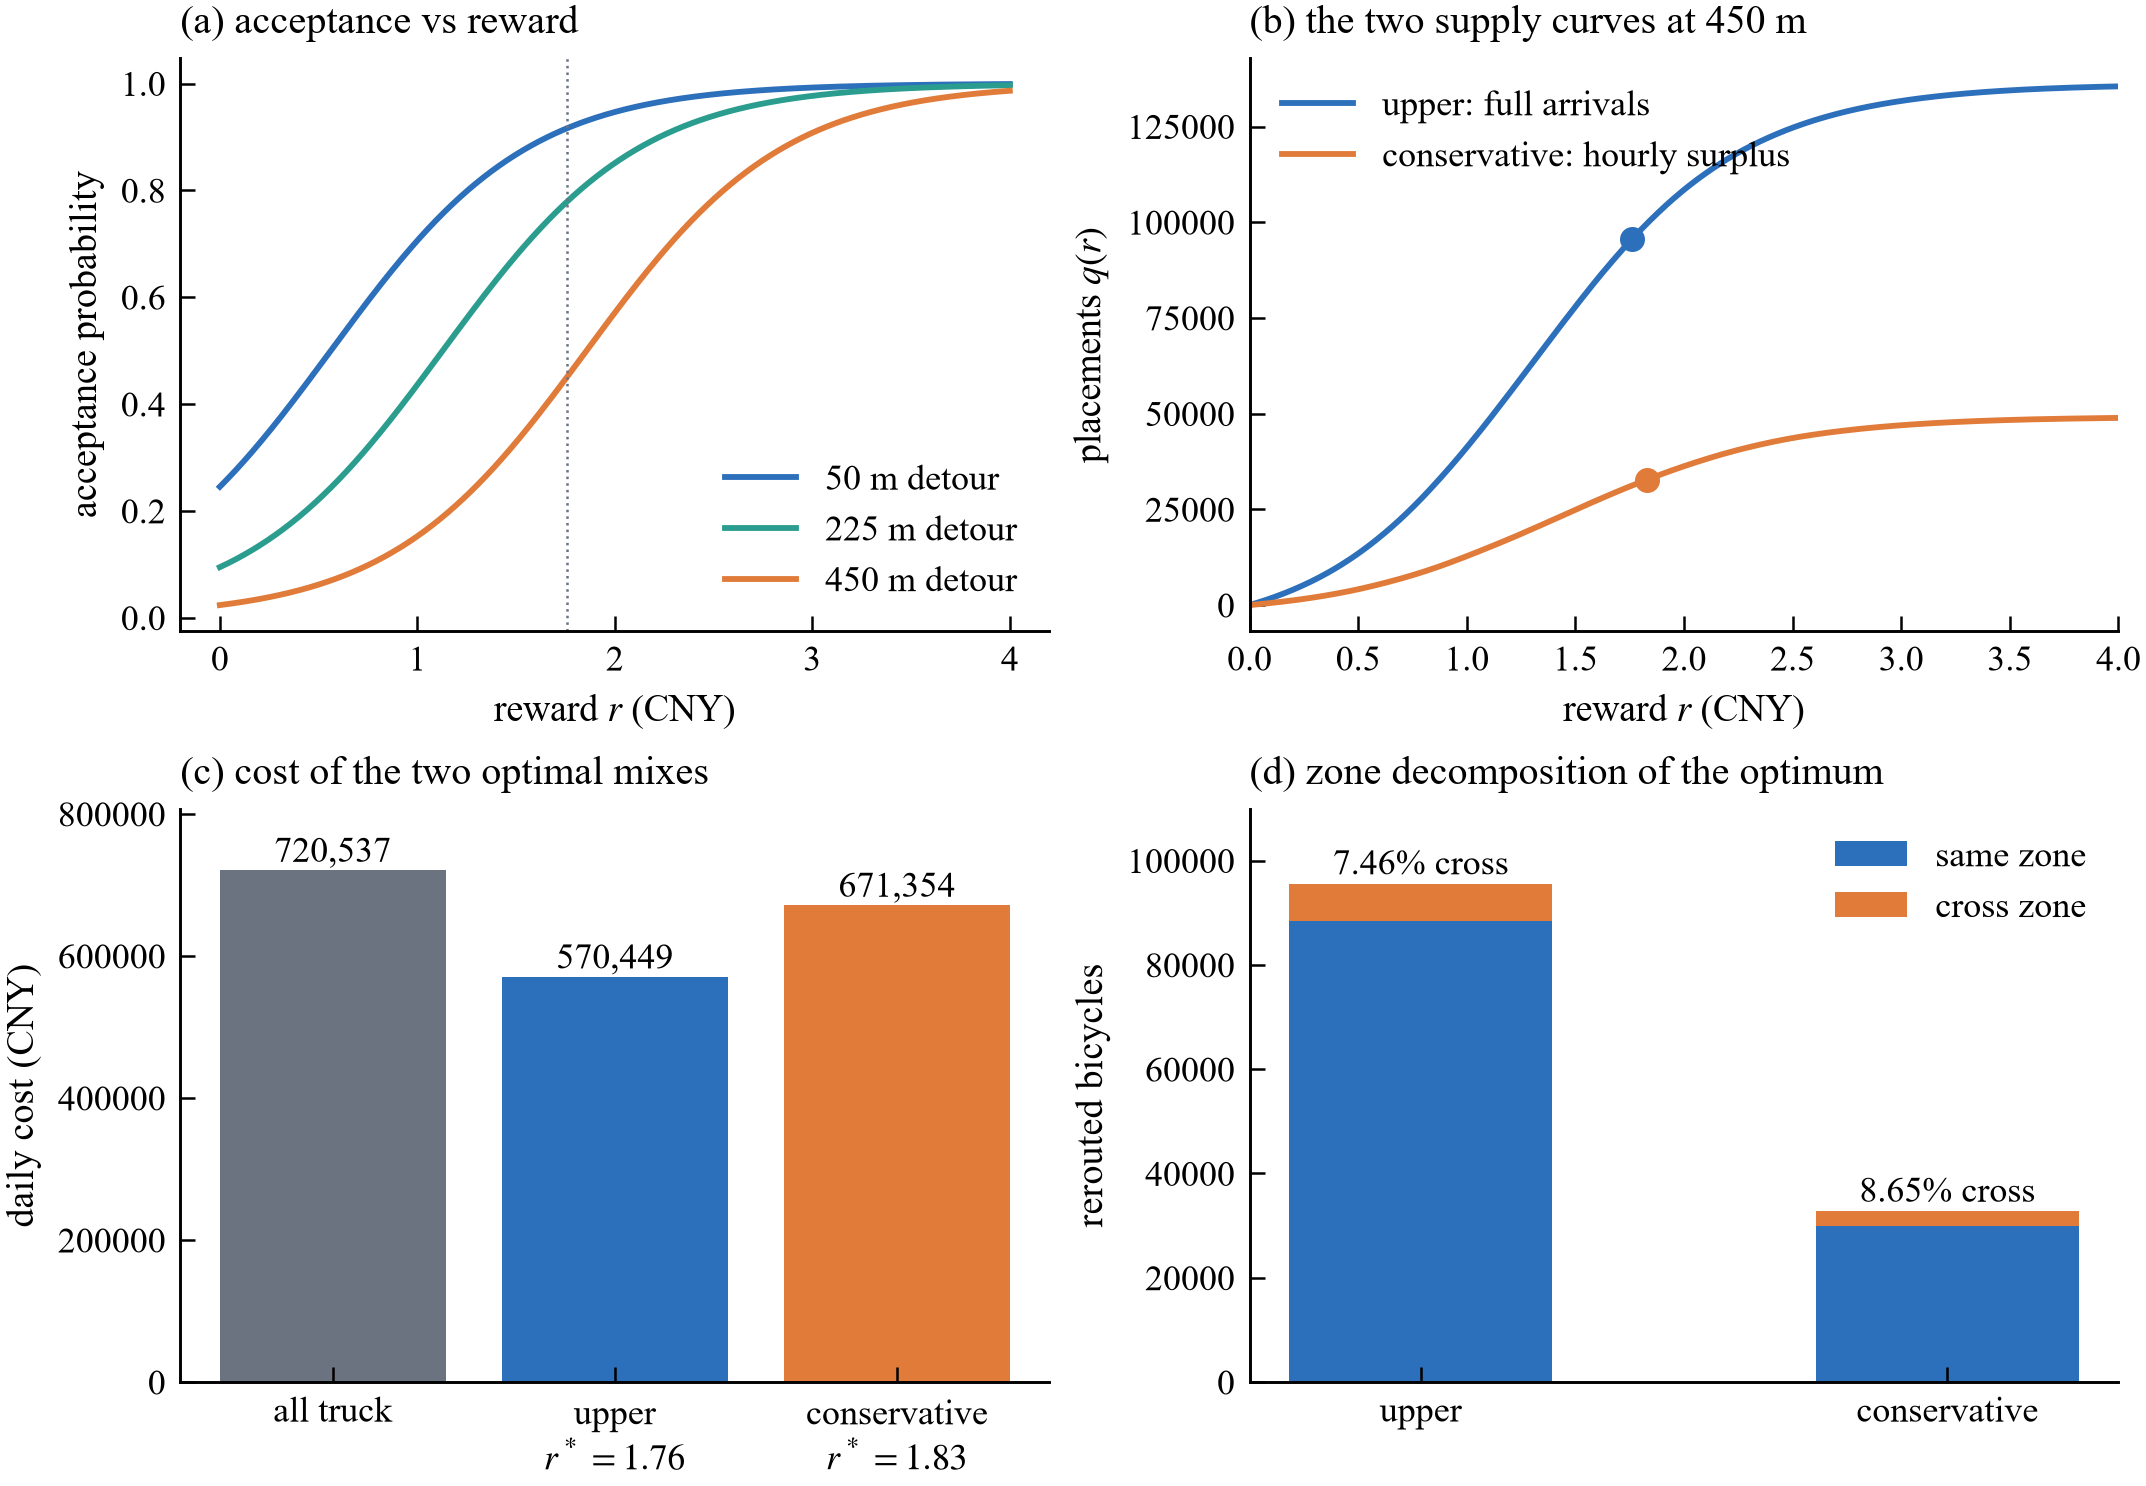 (a) acceptance vs reward
acceptance probability
1.0
0.8
0.6
0.4
0.2
0.0
50 m detour
225 m detour
450 m detour
0 1 2 3 4
reward r (CNY)
(b) the two supply curves at 450 m
placements q(r)
upper: full arrivals
conservative: hourly surplus
125000
100000
75000
50000
25000
0
0.0 0.5 1.0 1.5 2.0 2.5 3.0 3.5 4.0
reward r (CNY)
(c) cost of the two optimal mixes
daily cost (CNY)
800000
600000
400000
200000
0
720,537
570,449
671,354
all truck
upper
r* = 1.76
conservative
r* = 1.83
(d) zone decomposition of the optimum
rerouted bicycles
100000
80000
60000
40000
20000
0
7.46% cross
8.65% cross
same zone
cross zone
upper
conservative